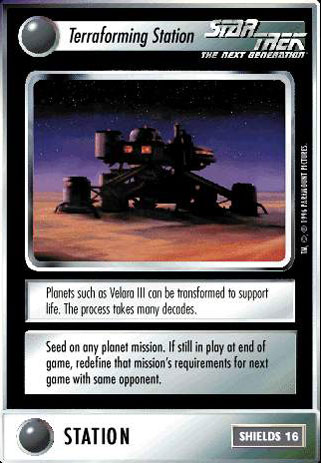 Terraforming Station
STAR TREK
THE NEXT GENERATION
TM, ©, ® 1996 PARAMOUNT PICTURES.
Planets such as Velara III can be transformed to support
life. The process takes many decades.
Seed on any planet mission. If still in play at end of
game, redefine that mission's requirements for next
game with same opponent.
STATION
SHIELDS 16